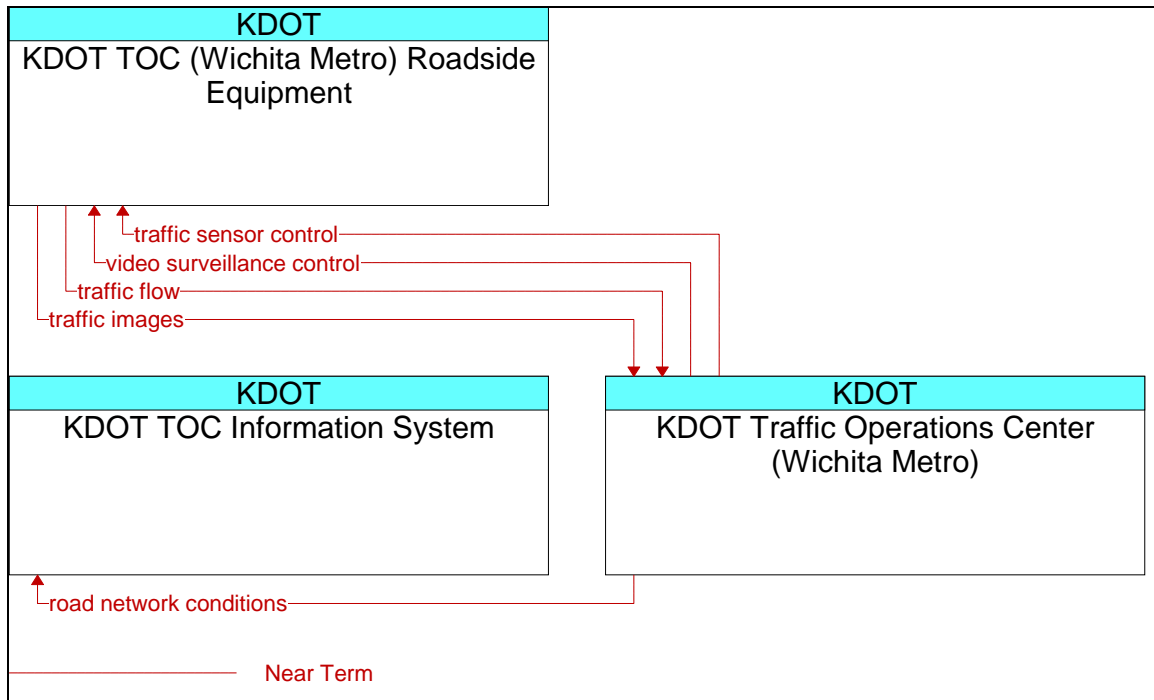 KDOT
KDOT TOC (Wichita Metro) Roadside
Equipment
traffic sensor control
video surveillance control
traffic flow
traffic images
KDOT
KDOT TOC Information System
KDOT
KDOT Traffic Operations Center
(Wichita Metro)
road network conditions
Near Term